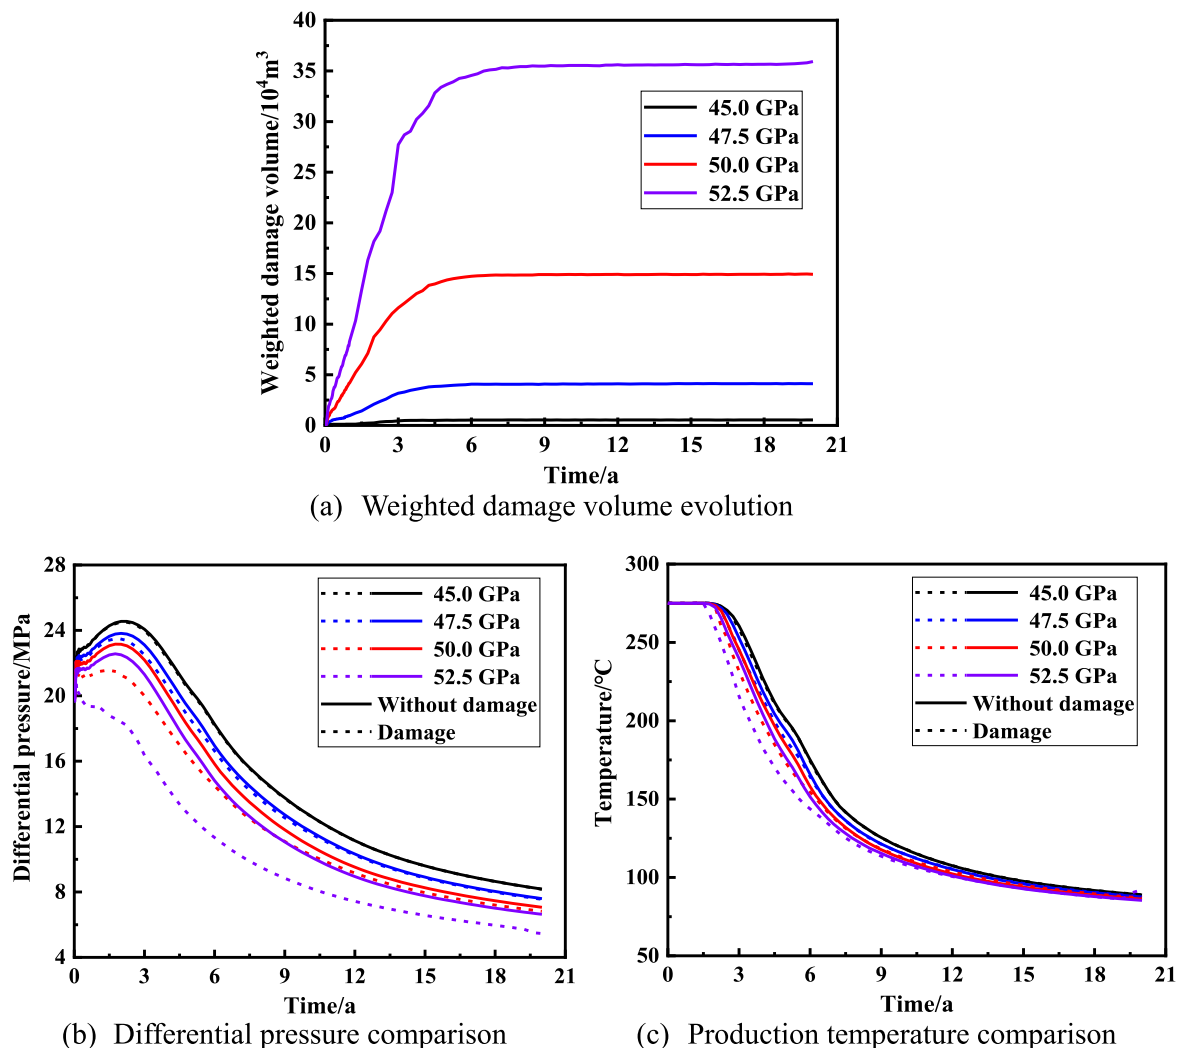 40
35
30
25
20
15
10
5
0
Weighted damage volume/10⁴m³
45.0 GPa
47.5 GPa
50.0 GPa
52.5 GPa
0 3 6 9 12 15 18 21
Time/a
(a) Weighted damage volume evolution
28
24
20
16
12
8
4
Differential pressure/MPa
45.0 GPa
47.5 GPa
50.0 GPa
52.5 GPa
Without damage
Damage
0 3 6 9 12 15 18 21
Time/a
(b) Differential pressure comparison
300
250
200
150
100
50
Temperature/°C
45.0 GPa
47.5 GPa
50.0 GPa
52.5 GPa
Without damage
Damage
0 3 6 9 12 15 18 21
Time/a
(c) Production temperature comparison